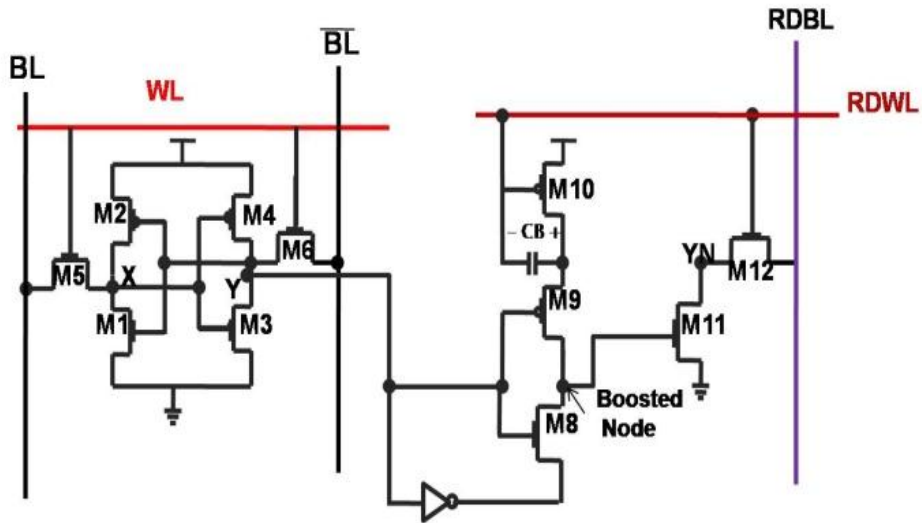 RDBL
BL
B̅L̅
WL
RDWL
M10
M2
M4
− CB +
M6
M5
X
Y
YN
M12
M9
M1
M3
M11
Boosted
Node
M8